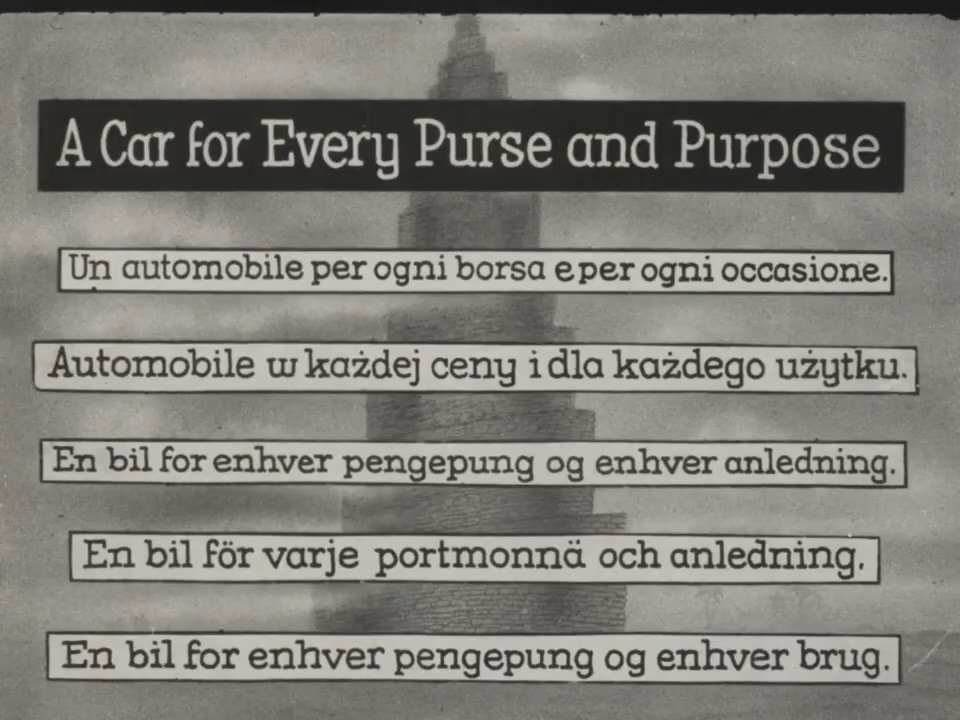 A Car for Every Purse and Purpose
Un automobile per ogni borsa e per ogni occasione.
Automobile w każdej ceny i dla każdego użytku.
En bil for enhver pengepung og enhver anledning.
En bil för varje portmonnä och anledning.
En bil for enhver pengepung og enhver brug.